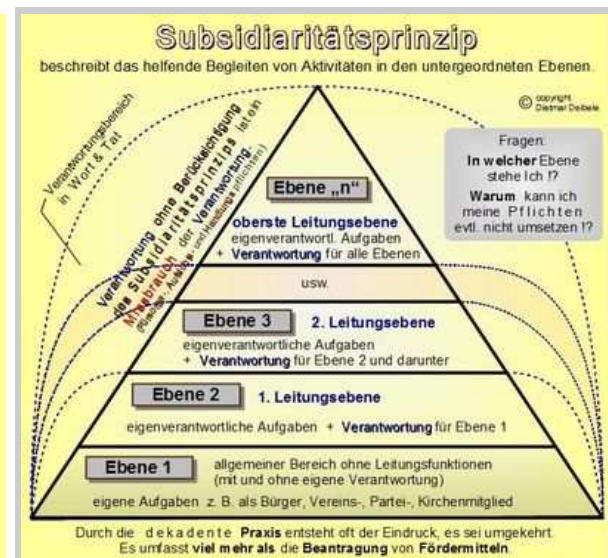 Subsidiaritätsprinzip
beschreibt das helfende Begleiten von Aktivitäten in den untergeordneten Ebenen.
© copyright
Dietmar Deibele
Verantwortungsbereich
in Wort & Tat
Verantwortung ohne Berücksichtigung
des Subsidiaritätsprinzips ist ein
Missbrauch der Verantwortung.
Fragen:
In welcher Ebene
stehe Ich !?
Warum kann ich
meine Pflichten
evtl. nicht umsetzen !?
Ebene „n"
oberste Leitungsebene
eigenverantwortl. Aufgaben
+ Verantwortung für alle Ebenen
usw.
Ebene 3 2. Leitungsebene
eigenverantwortliche Aufgaben
+ Verantwortung für Ebene 2 und darunter
Ebene 2 1. Leitungsebene
eigenverantwortliche Aufgaben + Verantwortung für Ebene 1
Ebene 1 allgemeiner Bereich ohne Leitungsfunktionen
(mit und ohne eigene Verantwortung)
eigene Aufgaben z. B. als Bürger, Vereins-, Partei-, Kirchenmitglied
Durch die dekadente Praxis entsteht oft der Eindruck, es sei umgekehrt.
Es umfasst viel mehr als die Beantragung von Fördermitteln.